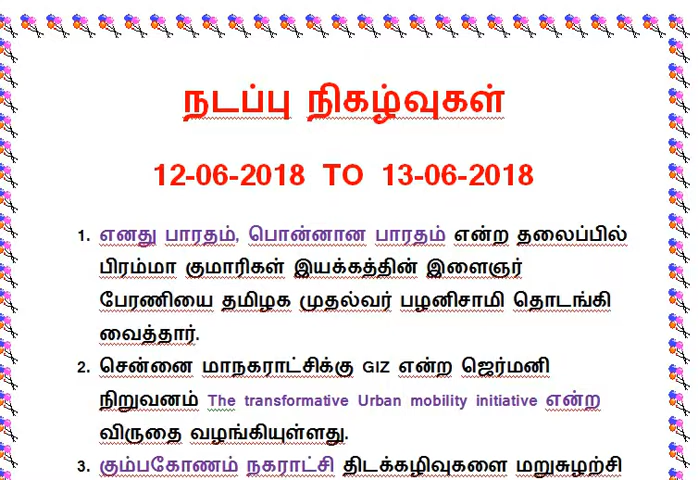 நடப்பு நிகழ்வுகள்
12-06-2018 TO 13-06-2018
1. எனது பாரதம், பொன்னான பாரதம் என்ற தலைப்பில்
பிரம்மா குமாரிகள் இயக்கத்தின் இளைஞர்
பேரணியை தமிழக முதல்வர் பழனிசாமி தொடங்கி
வைத்தார்.
2. சென்னை மாநகராட்சிக்கு GIZ என்ற ஜெர்மனி
நிறுவனம் The transformative Urban mobility initiative என்ற
விருதை வழங்கியுள்ளது.
3. கும்பகோணம் நகராட்சி திடக்கழிவுகளை மறுசுழற்சி